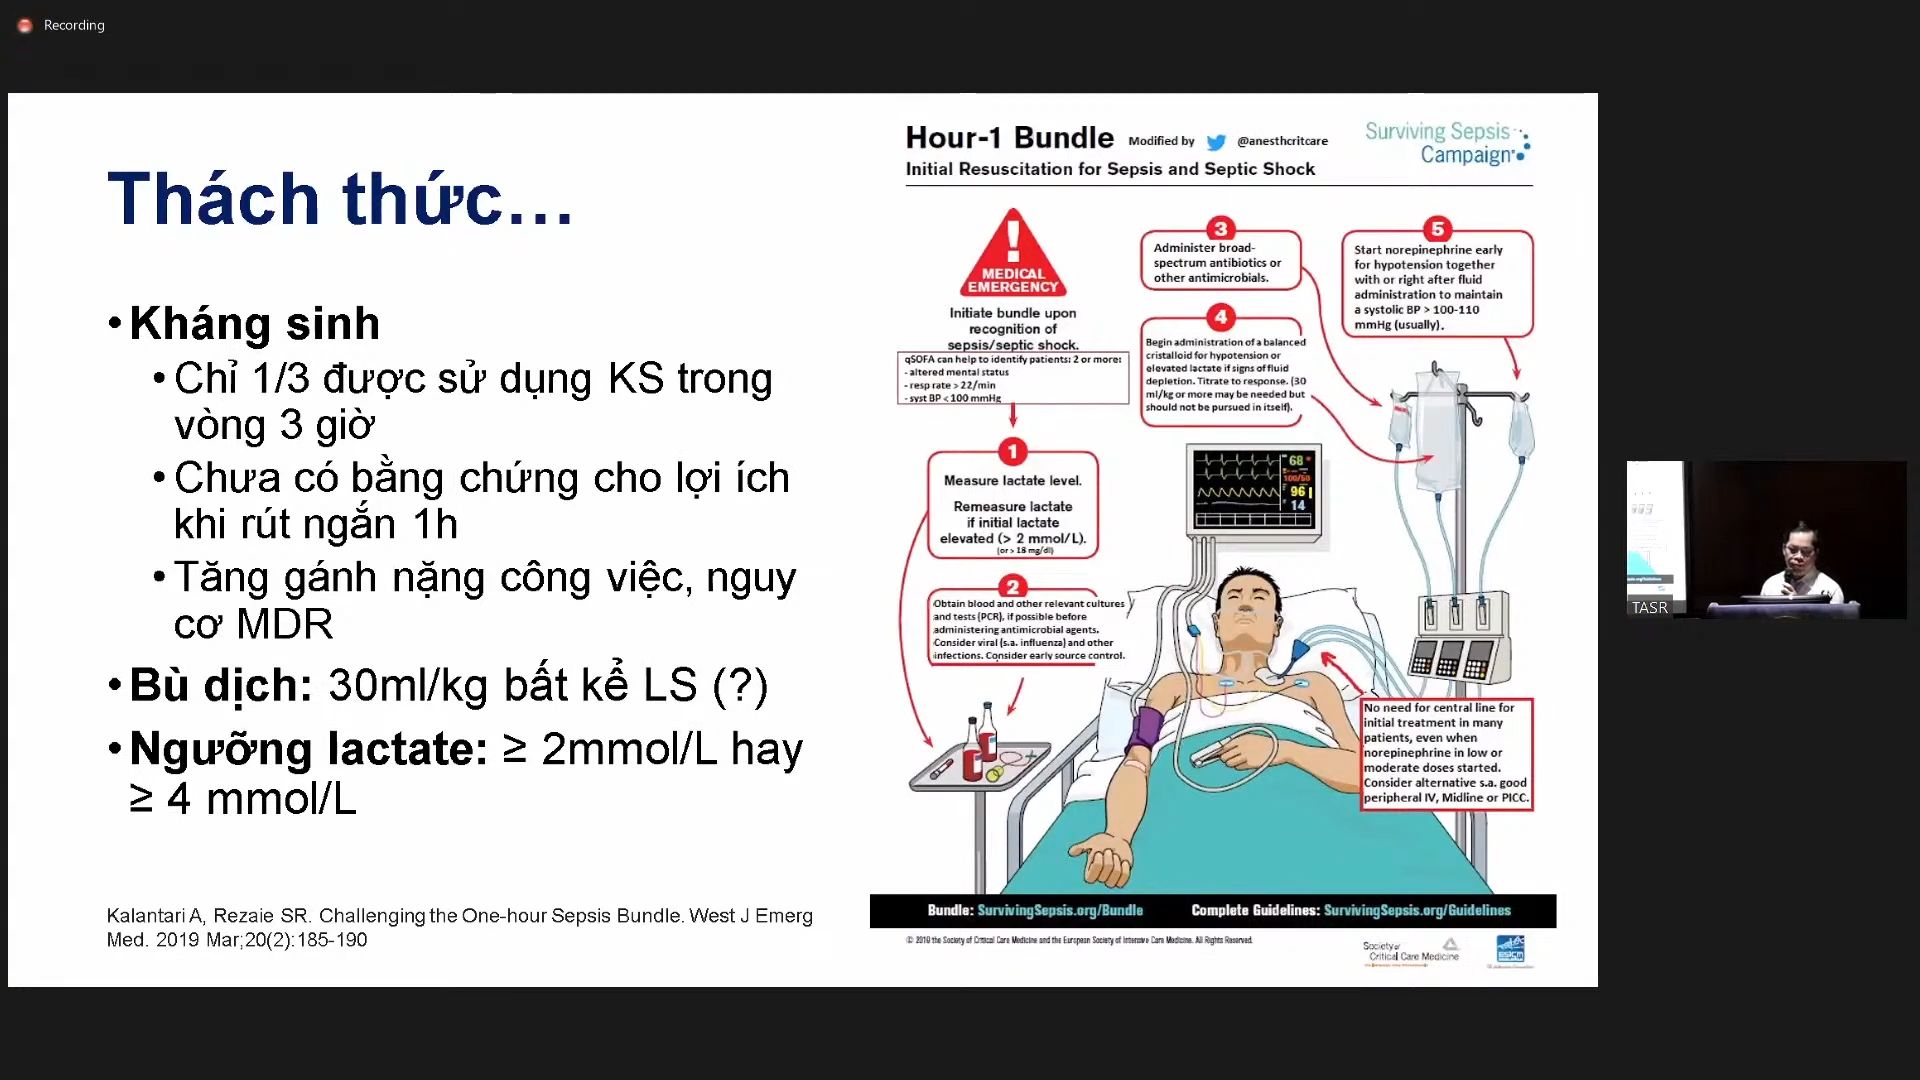 Recording
Thách thức...
• Kháng sinh
• Chỉ 1/3 được sử dụng KS trong
vòng 3 giờ
• Chưa có bằng chứng cho lợi ích
khi rút ngắn 1h
• Tăng gánh nặng công việc, nguy
cơ MDR
• Bù dịch: 30ml/kg bất kể LS (?)
• Ngưỡng lactate: ≥ 2mmol/L hay
≥ 4 mmol/L
Kalantari A, Rezaie SR. Challenging the One-hour Sepsis Bundle. West J Emerg
Med. 2019 Mar;20(2):185-190
Hour-1 Bundle Modified by @anesthcritcare
Initial Resuscitation for Sepsis and Septic Shock
Surviving Sepsis
Campaign
MEDICAL
EMERGENCY
Initiate bundle upon
recognition of
sepsis/septic shock.
qSOFA can help to identify patients: 2 or more:
- altered mental status
- resp rate > 22/min
- syst BP < 100 mmHg
1
Measure lactate level.
Remeasure lactate
if initial lactate
elevated (> 2 mmol/L).
(or > 18 mg/dl)
2
Obtain blood and other relevant cultures
and tests (PCR), if possible before
administering antimicrobial agents.
Consider viral (s.a. influenza) and other
infections. Consider early source control.
3
Administer broad-
spectrum antibiotics or
other antimicrobials.
4
Begin administration of a balanced
cristalloid for hypotension or
elevated lactate if signs of fluid
depletion. Titrate to response. (30
ml/kg or more may be needed but
should not be pursued in itself).
5
Start norepinephrine early
for hypotension together
with or right after fluid
administration to maintain
a systolic BP > 100-110
mmHg (usually).
68
100/50
96
14
No need for central line for
initial treatment in many
patients, even when
norepinephrine in low or
moderate doses started.
Consider alternative s.a. good
peripheral IV, Midline or PICC.
Bundle: SurvivingSepsis.org/Bundle Complete Guidelines: SurvivingSepsis.org/Guidelines
© 2019 the Society of Critical Care Medicine and the European Society of Intensive Care Medicine. All Rights Reserved.
Society of
Critical Care Medicine
TASR